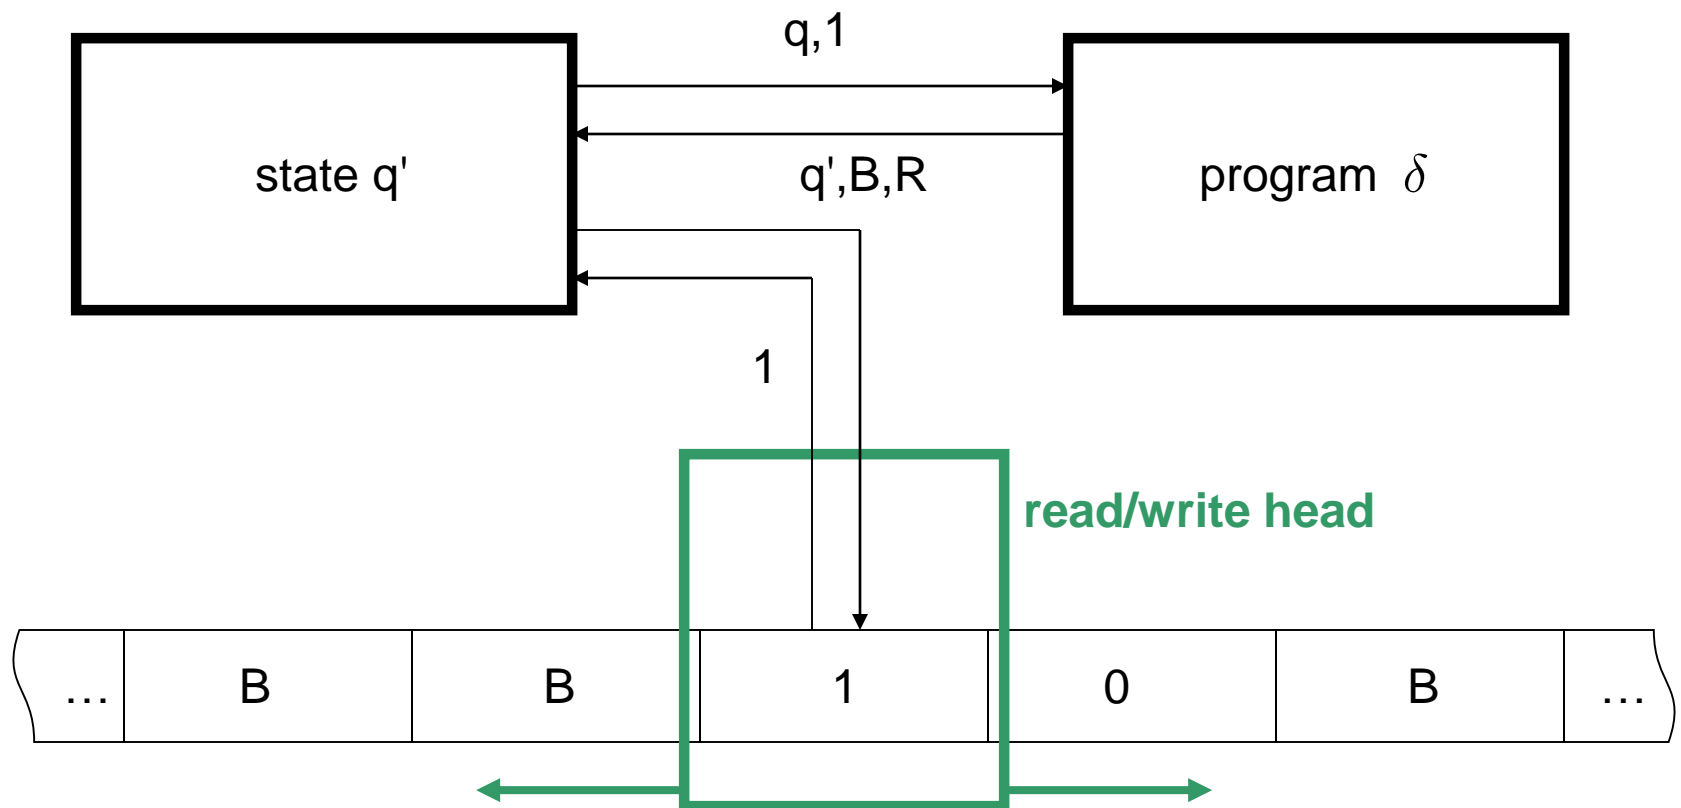 q,1
state q'
q',B,R
program δ
1
read/write head
… B B 1 0 B …